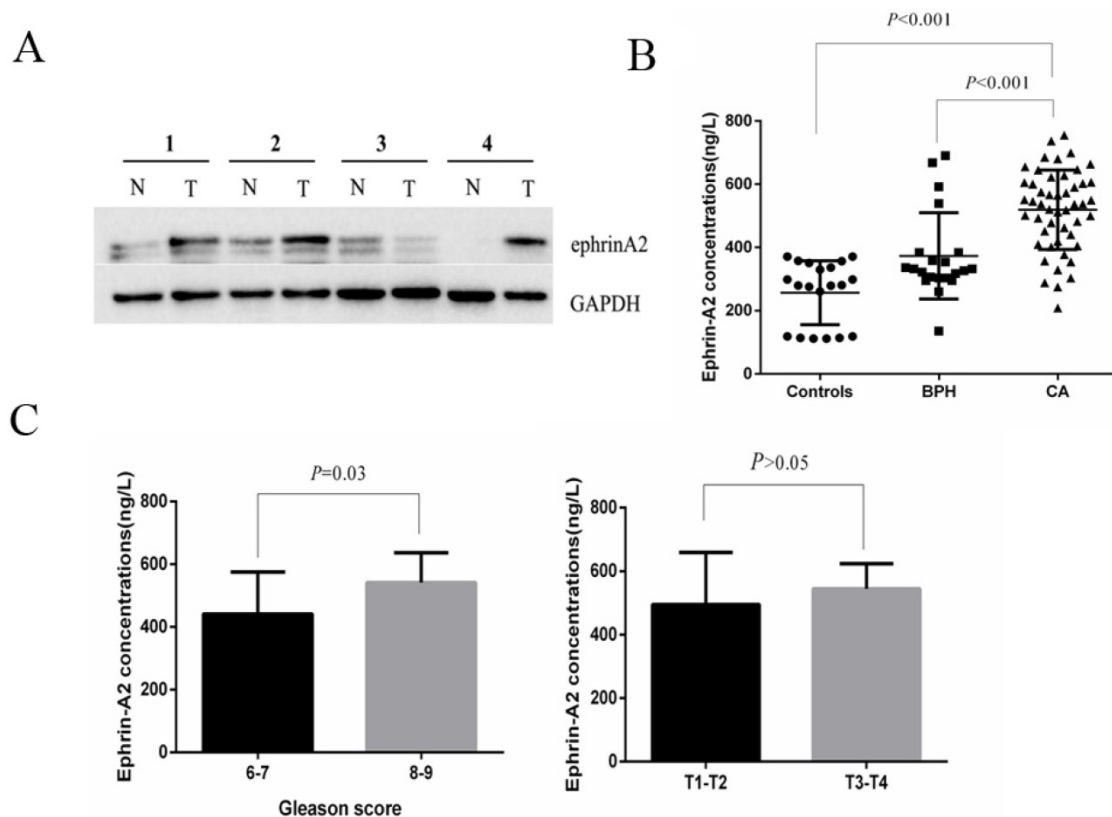 A
1 2 3 4
N T N T N T N T
ephrinA2
GAPDH
B
P<0.001
P<0.001
Ephrin-A2 concentrations(ng/L)
800
600
400
200
0
Controls BPH CA
C
P=0.03
Ephrin-A2 concentrations(ng/L)
800
600
400
200
0
6-7 8-9
Gleason score
P>0.05
Ephrin-A2 concentrations(ng/L)
800
600
400
200
0
T1-T2 T3-T4